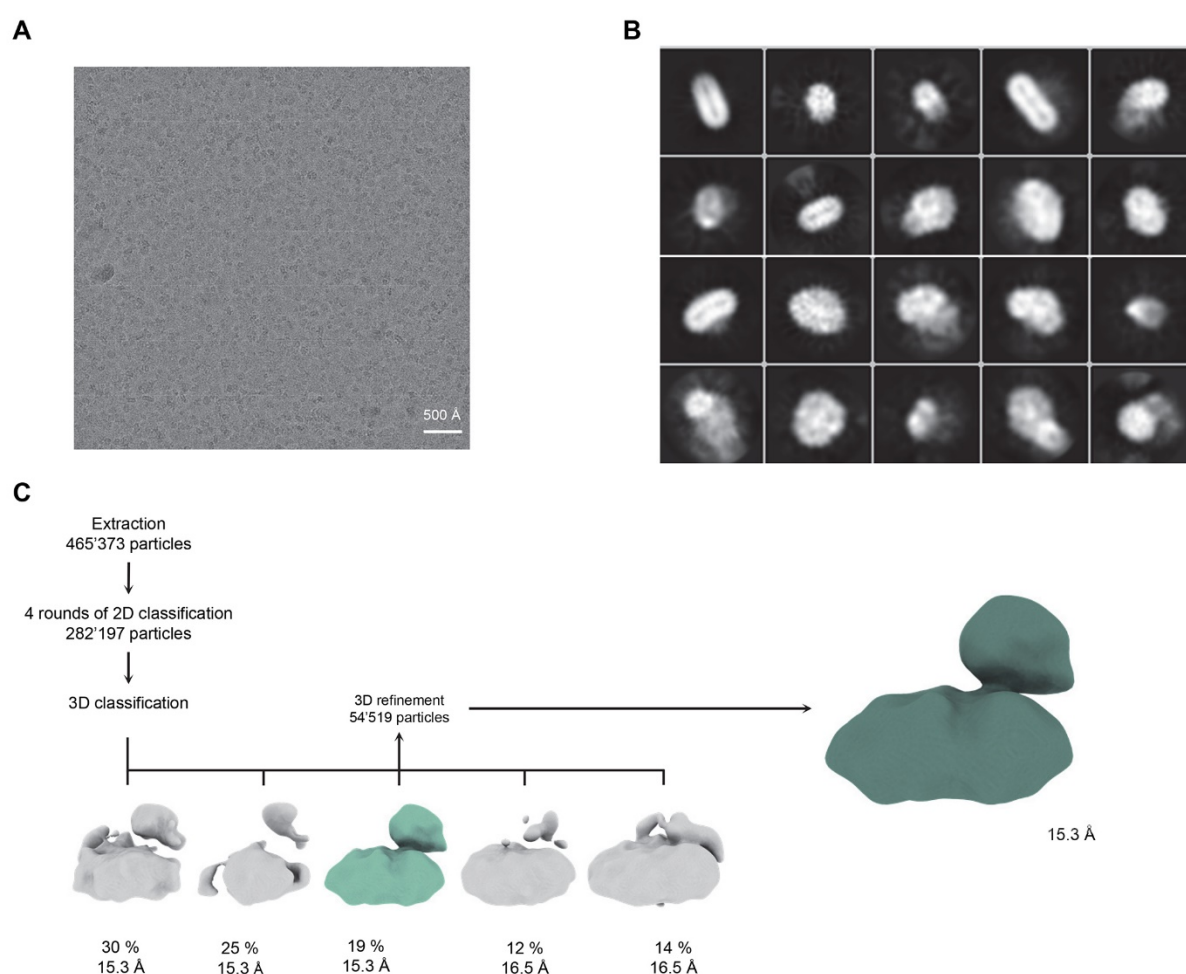 A
B
500 Å
C
Extraction
465'373 particles
4 rounds of 2D classification
282'197 particles
3D classification
3D refinement
54'519 particles
15.3 Å
30 %
15.3 Å
25 %
15.3 Å
19 %
15.3 Å
12 %
16.5 Å
14 %
16.5 Å